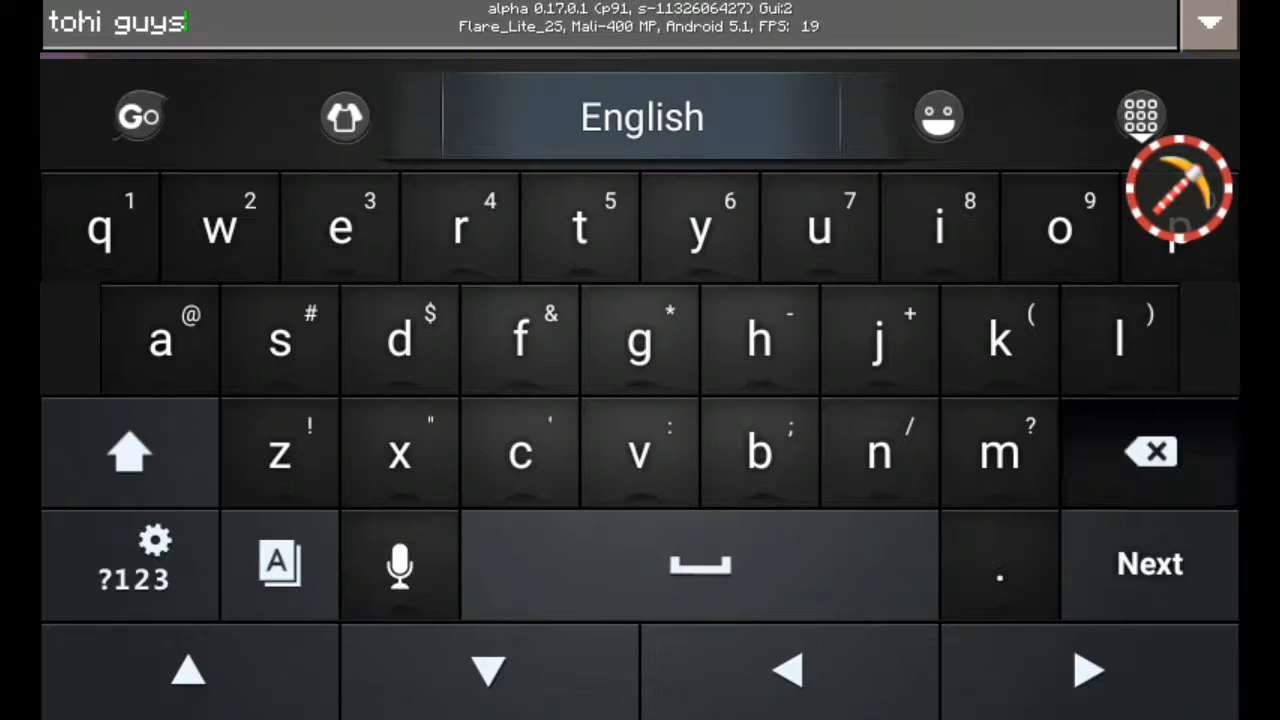 alpha 0.17.0.1 (p91, s-1132606427) Gui:2
tohi guys
Flare_Lite_2S, Mali-400 MP, Android 5.1, FPS: 19
GO English
1 2 3 4 5 6 7 8 9
q w e r t y u i o p
@ # $ & * - + ( )
a s d f g h j k l
! " ' : ; / ?
z x c v b n m
?123 A . Next